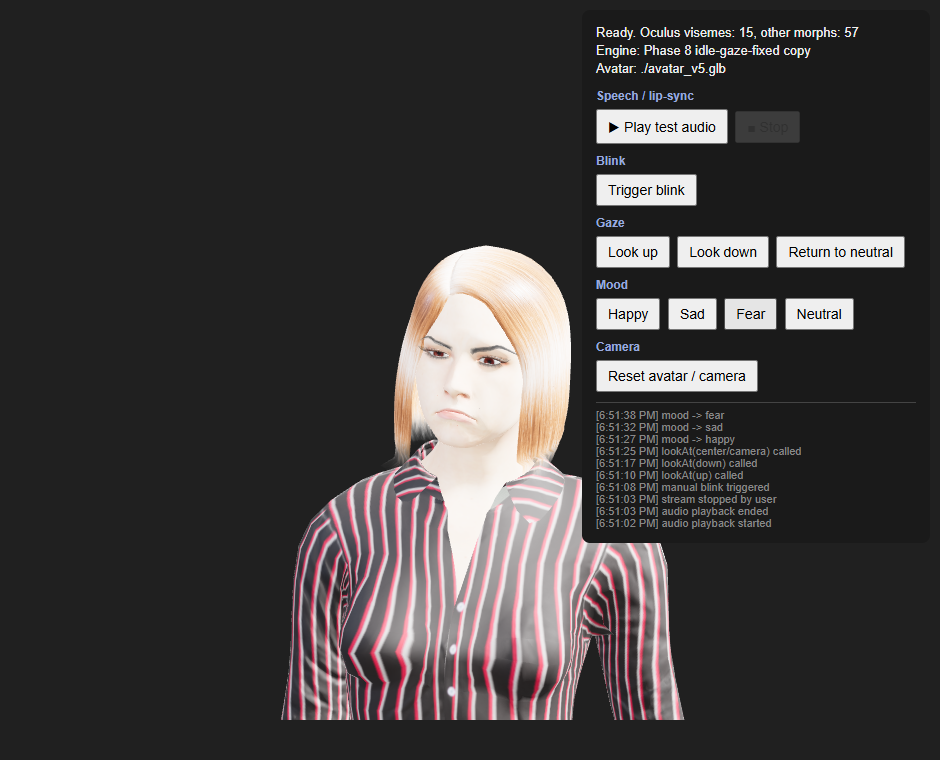 Ready. Oculus visemes: 15, other morphs: 57
Engine: Phase 8 idle-gaze-fixed copy
Avatar: ./avatar_v5.glb
Speech / lip-sync
▶ Play test audio ■ Stop
Blink
Trigger blink
Gaze
Look up Look down Return to neutral
Mood
Happy Sad Fear Neutral
Camera
Reset avatar / camera
[6:51:38 PM] mood -> fear
[6:51:32 PM] mood -> sad
[6:51:27 PM] mood -> happy
[6:51:25 PM] lookAt(center/camera) called
[6:51:17 PM] lookAt(down) called
[6:51:10 PM] lookAt(up) called
[6:51:08 PM] manual blink triggered
[6:51:03 PM] stream stopped by user
[6:51:03 PM] audio playback ended
[6:51:02 PM] audio playback started